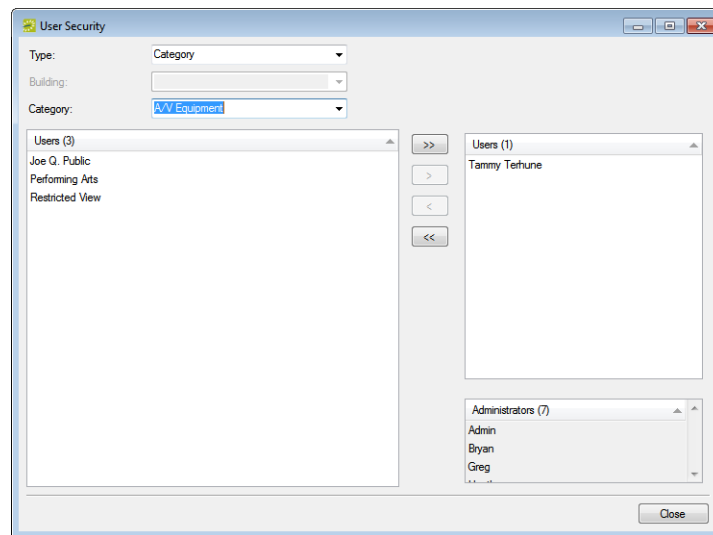 User Security
Type:
Category
Building:
Category:
A/V Equipment
Users (3)
Joe Q. Public
Performing Arts
Restricted View
>>
>
<
<<
Users (1)
Tammy Terhune
Administrators (7)
Admin
Bryan
Greg
Close